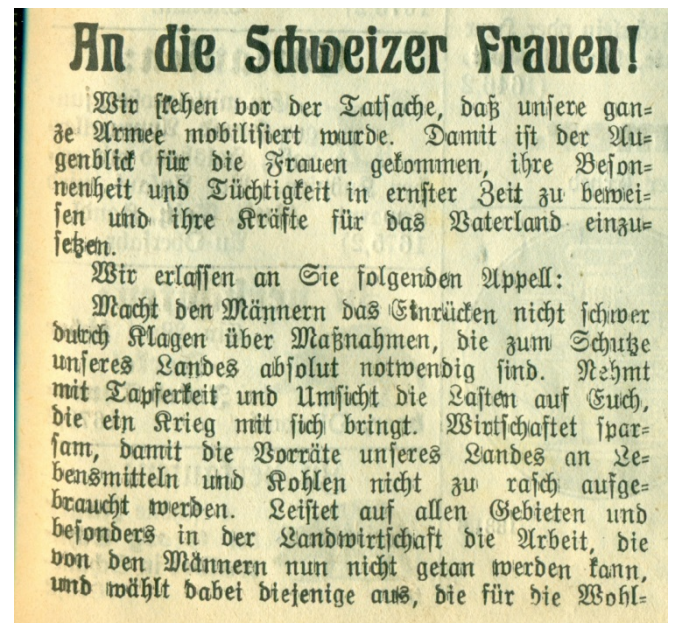 An die Schweizer Frauen!
Wir stehen vor der Tatsache, daß unsere gan=
ze Armee mobilisiert wurde. Damit ist der Au=
genblick für die Frauen gekommen, ihre Beson=
nenheit und Tüchtigkeit in ernster Zeit zu bewei=
sen und ihre Kräfte für das Vaterland einzu=
setzen.
Wir erlassen an Sie folgenden Appell:
Macht den Männern das Einrücken nicht schwer
durch Klagen über Maßnahmen, die zum Schutze
unseres Landes absolut notwendig sind. Nehmt
mit Tapferkeit und Umsicht die Lasten auf Euch,
die ein Krieg mit sich bringt. Wirtschaftet spar=
sam, damit die Vorräte unseres Landes an Le=
bensmitteln und Kohlen nicht zu rasch aufge=
braucht werden. Leistet auf allen Gebieten und
besonders in der Landwirtschaft die Arbeit, die
von den Männern nun nicht getan werden kann,
und wählt dabei diejenige aus, die für die Wohl=